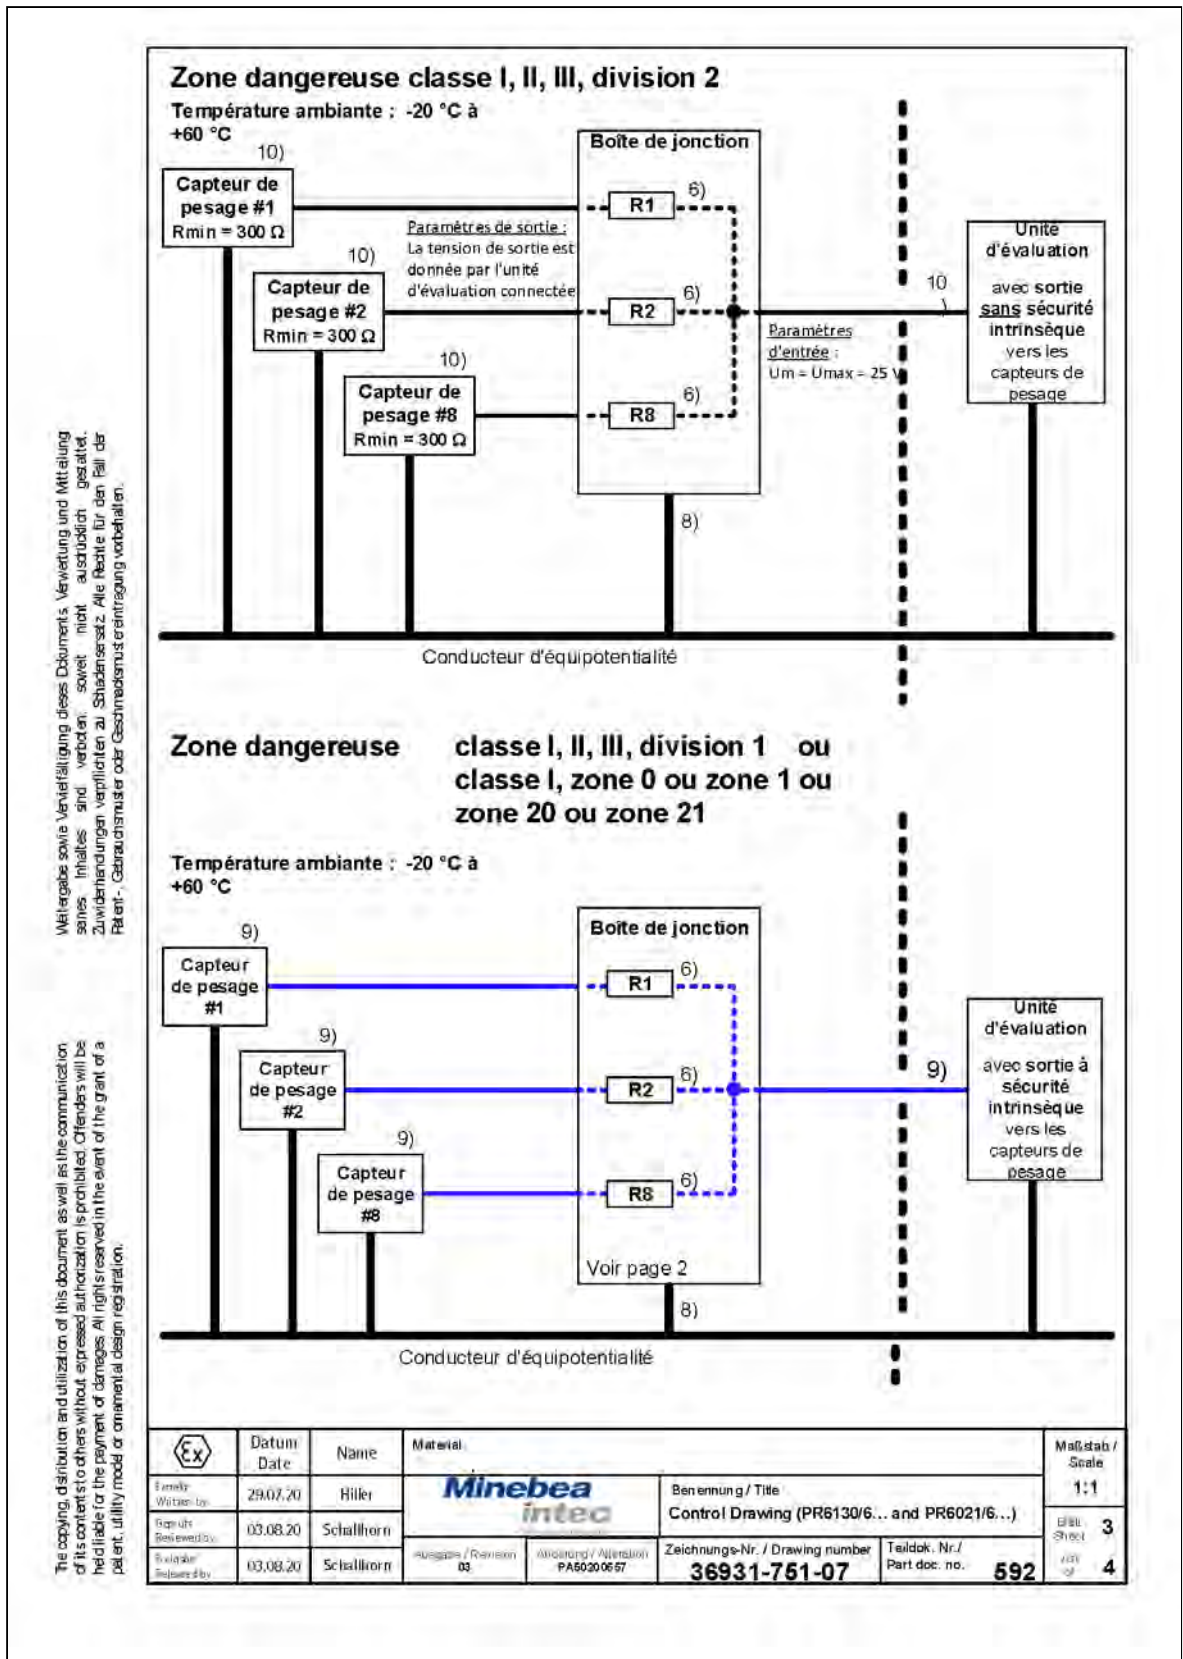 Zone dangereuse classe I, II, III, division 2
Température ambiante : -20 °C à
+60 °C
10)
Capteur de
pesage #1
Rmin = 300 Ω
10)
Capteur de
pesage #2
Rmin = 300 Ω
10)
Capteur de
pesage #8
Rmin = 300 Ω
Paramètres de sortie :
La tension de sortie est
donnée par l'unité
d'évaluation connectée
Boîte de jonction
R1
6)
R2
6)
R8
6)
8)
Paramètres
d'entrée :
Um = Umax = 25 V
10
)
Unité
d'évaluation
avec sortie
sans sécurité
intrinsèque
vers les
capteurs de
pesage
Conducteur d'équipotentialité
Zone dangereuse classe I, II, III, division 1 ou
classe I, zone 0 ou zone 1 ou
zone 20 ou zone 21
Température ambiante : -20 °C à
+60 °C
9)
Capteur
de pesage
#1
9)
Capteur
de pesage
#2
9)
Capteur
de pesage
#8
Boîte de jonction
R1
6)
R2
6)
R8
6)
Voir page 2
8)
9)
Unité
d'évaluation
avec sortie à
sécurité
intrinsèque
vers les
capteurs de
pesage
Conducteur d'équipotentialité
Weitergabe sowie Vervielfältigung dieses Dokuments, Verwertung und Mitteilung
seines Inhaltes sind verboten, soweit nicht ausdrücklich gestattet.
Zuwiderhandlungen verpflichten zu Schadensersatz. Alle Rechte für den Fall der
Patent-, Gebrauchsmuster oder Geschmacksmustereintragung vorbehalten.
The copying, distribution and utilization of this document as well as the communication
of its contents to others without expressed authorization is prohibited. Offenders will be
held liable for the payment of damages. All rights reserved in the event of the grant of a
patent, utility model or ornamental design registration.
Ex
Datum
Date
Name
Material
Maßstab /
Scale
1:1
Written by
29.07.20
Hiller
Reviewed by
03.08.20
Schallhorn
Released by
03.08.20
Schallhorn
Minebea
intec
Ausgabe / Revision
03
Änderung / Alteration
PA50200657
Benennung / Title
Control Drawing (PR6130/6... and PR6021/6...)
Zeichnungs-Nr. / Drawing number
36931-751-07
Teildok. Nr./
Part doc. no.
592
Blatt
Sheet
3
von
of
4